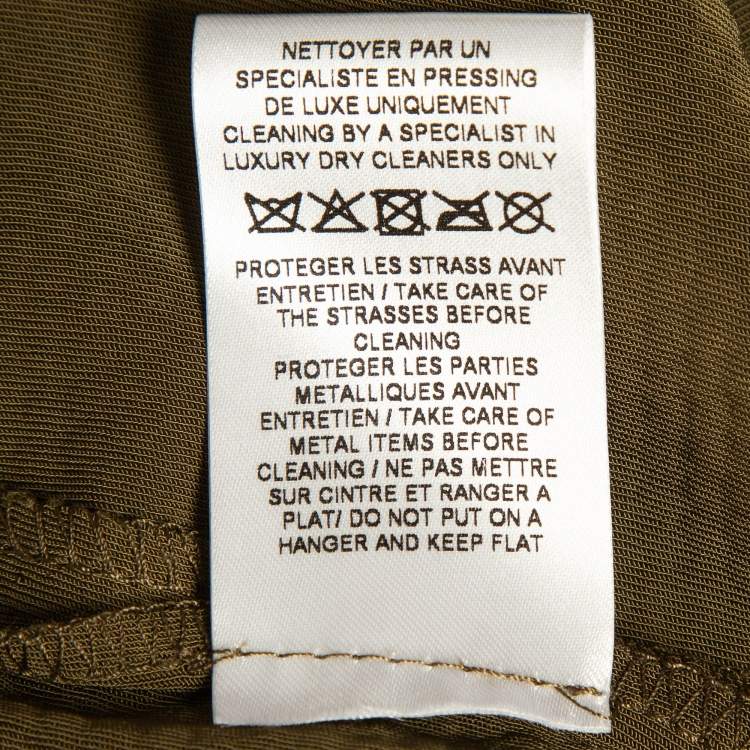 NETTOYER PAR UN
SPECIALISTE EN PRESSING
DE LUXE UNIQUEMENT
CLEANING BY A SPECIALIST IN
LUXURY DRY CLEANERS ONLY
PROTEGER LES STRASS AVANT
ENTRETIEN / TAKE CARE OF
THE STRASSES BEFORE
CLEANING
PROTEGER LES PARTIES
METALLIQUES AVANT
ENTRETIEN / TAKE CARE OF
METAL ITEMS BEFORE
CLEANING / NE PAS METTRE
SUR CINTRE ET RANGER A
PLAT/ DO NOT PUT ON A
HANGER AND KEEP FLAT